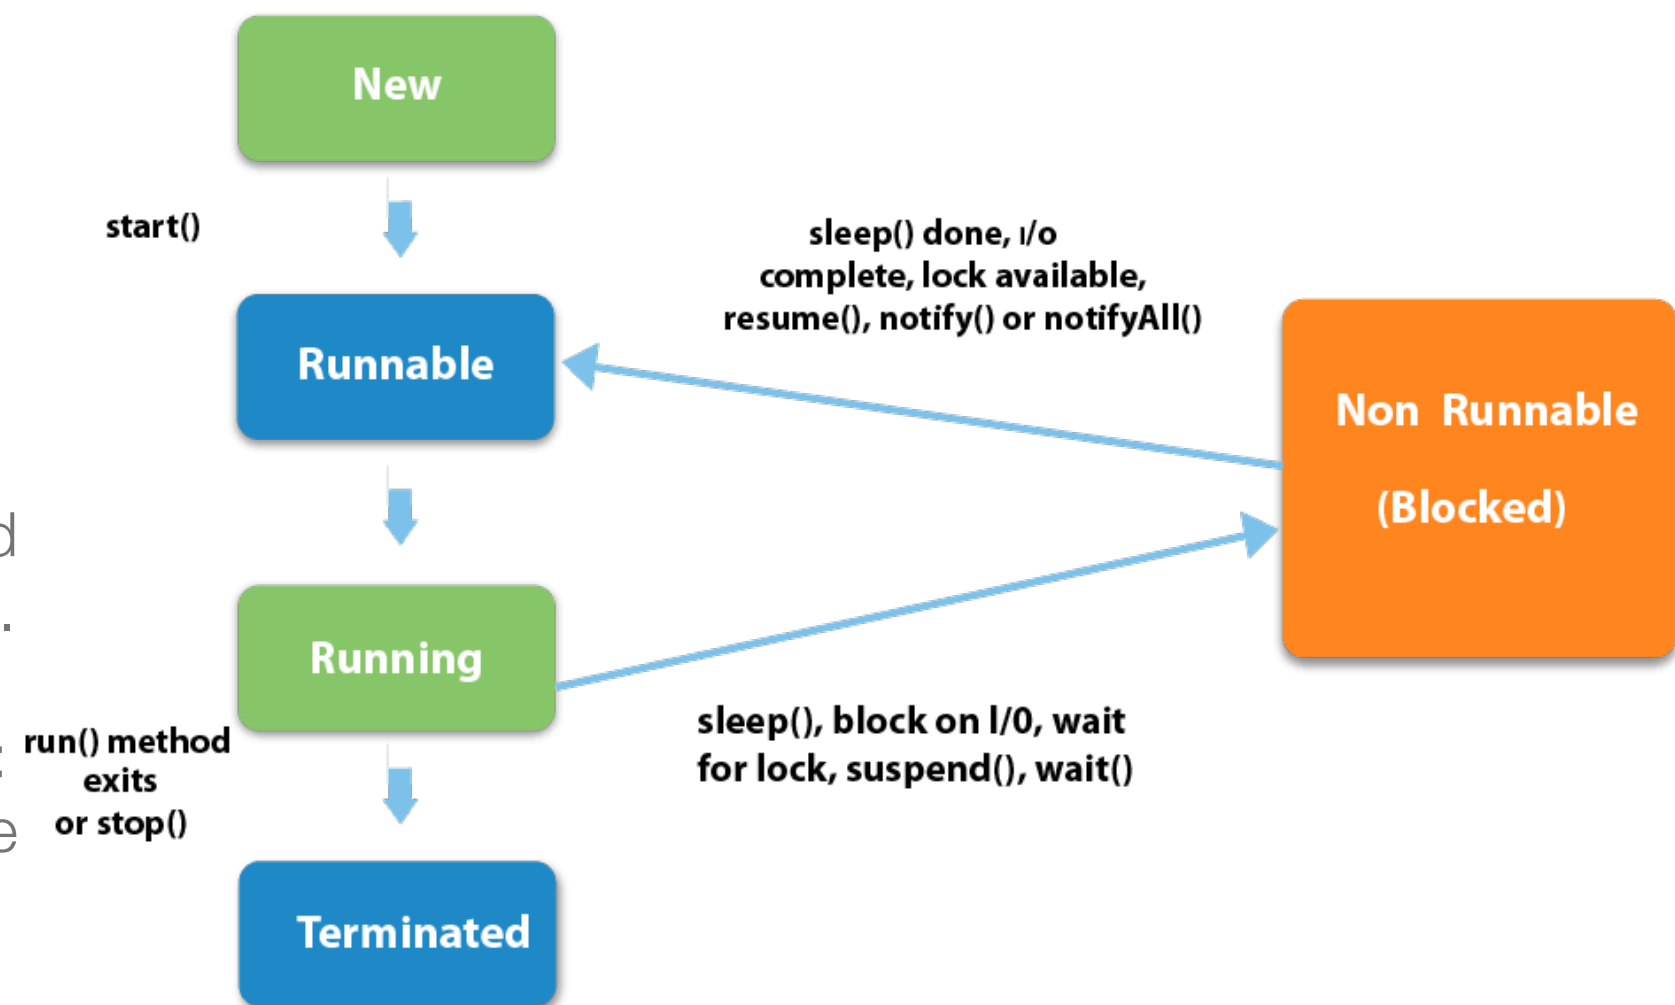 New
start()
sleep() done, ı/o
complete, lock available,
resume(), notify() or notifyAll()
Runnable
Non Runnable
(Blocked)
d
.
Running
sleep(), block on l/0, wait
for lock, suspend(), wait()
run() method
exits
or stop()
e
Terminated